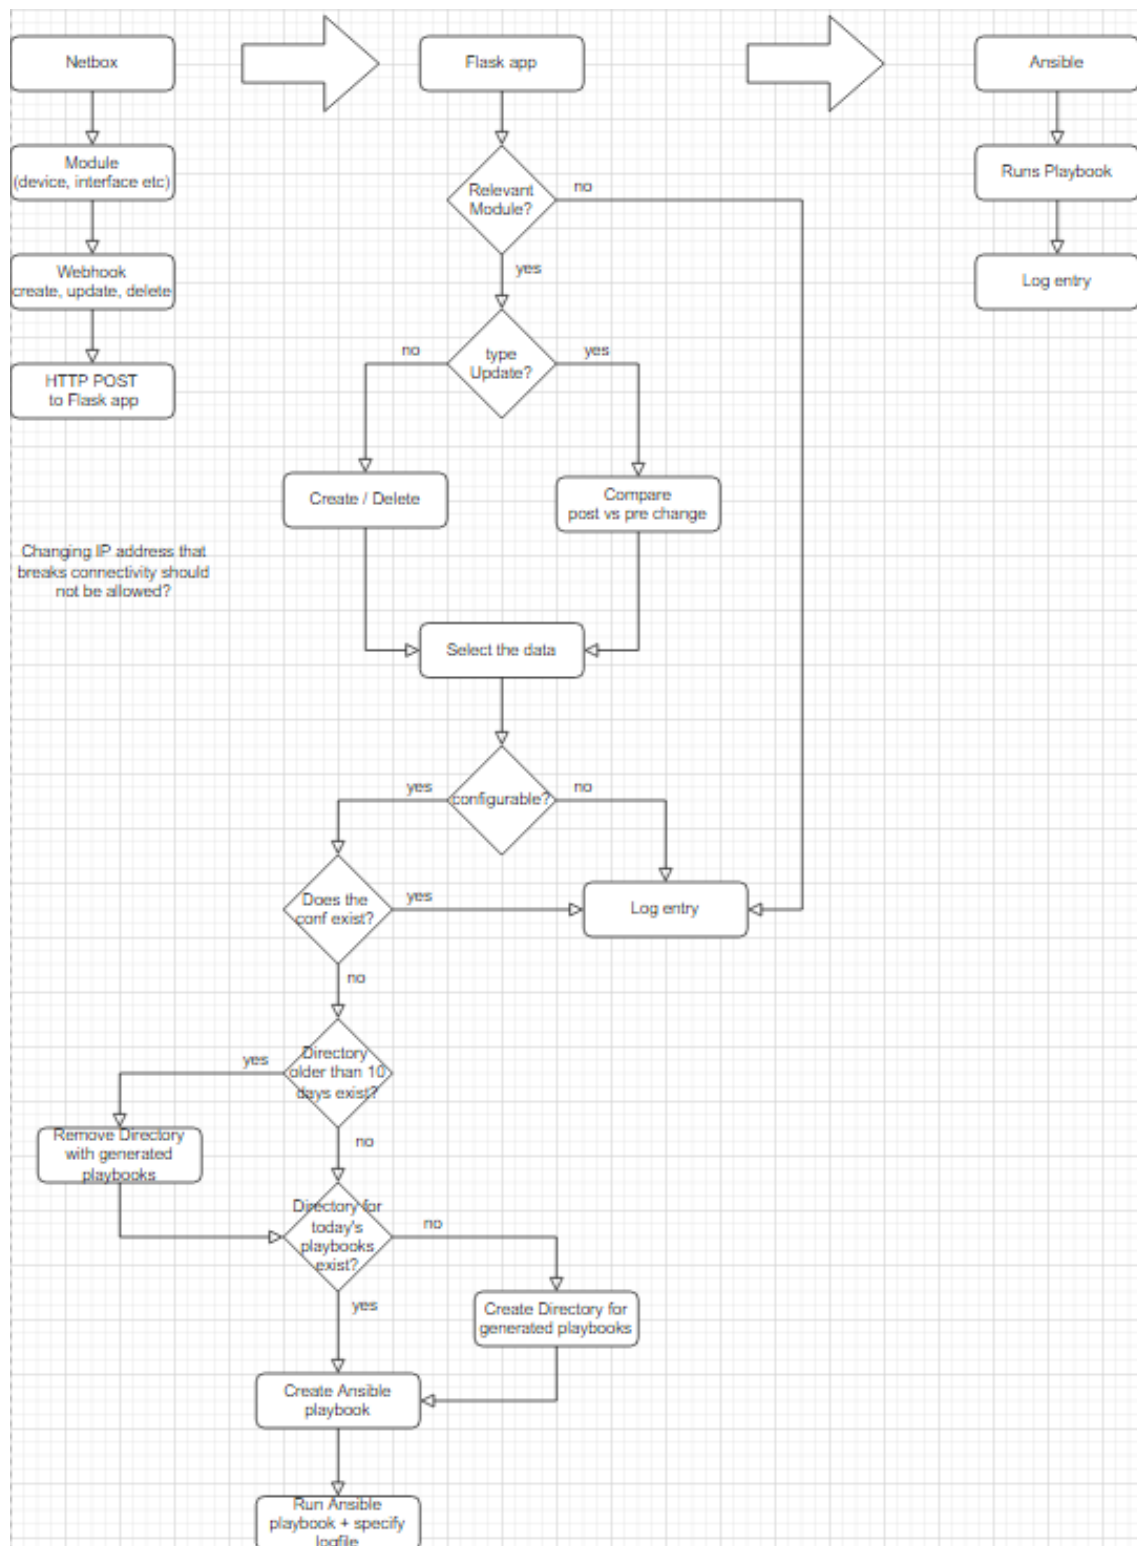 Netbox
Flask app
Ansible
Module
(device, interface etc)
Relevant
Module?
no
Runs Playbook
yes
Webhook
create, update, delete
Log entry
HTTP POST
to Flask app
no
type
Update?
yes
Create / Delete
Compare
post vs pre change
Changing IP address that
breaks connectivity should
not be allowed?
Select the data
yes
configurable?
no
Does the
conf exist?
yes
Log entry
no
yes
Directory
older than 10
days exist?
Remove Directory
with generated
playbooks
no
Directory for
today's
playbooks
exist?
no
yes
Create Directory for
generated playbooks
Create Ansible
playbook
Run Ansible
playbook + specify
logfile